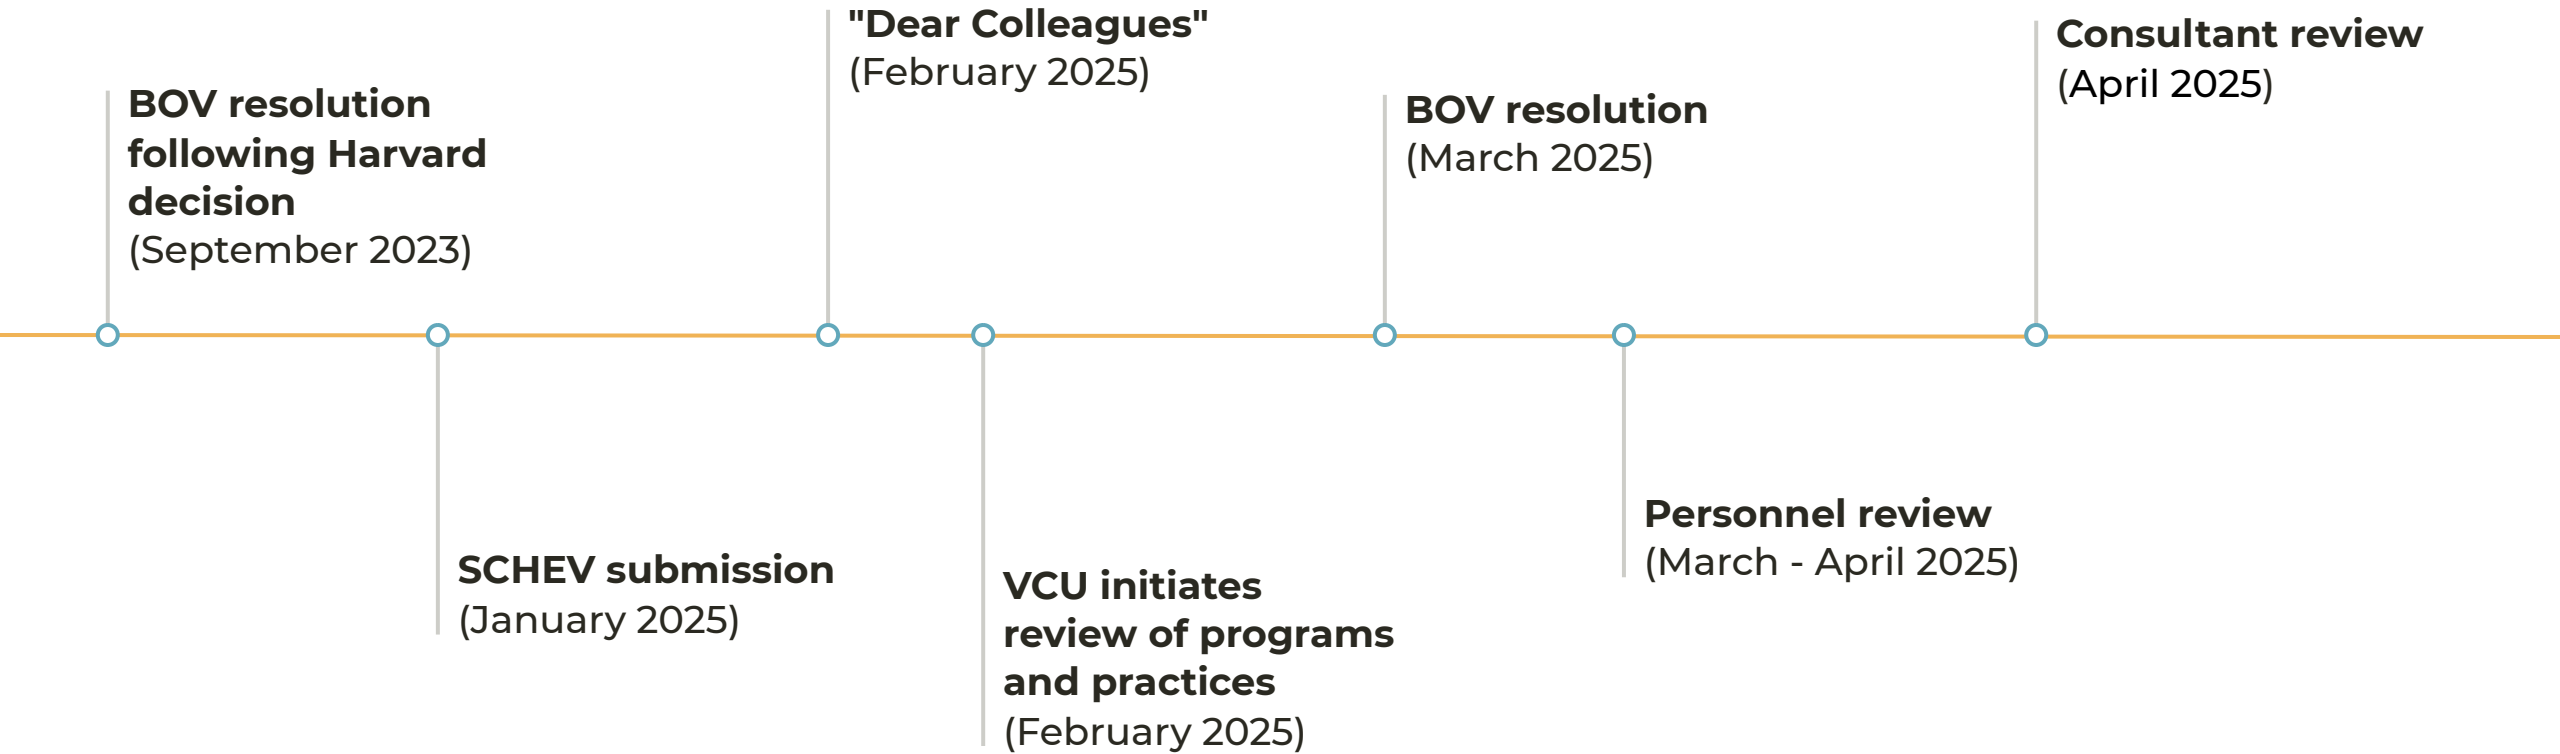 BOV resolution
following Harvard
decision
(September 2023)
SCHEV submission
(January 2025)
"Dear Colleagues"
(February 2025)
VCU initiates
review of programs
and practices
(February 2025)
BOV resolution
(March 2025)
Personnel review
(March - April 2025)
Consultant review
(April 2025)